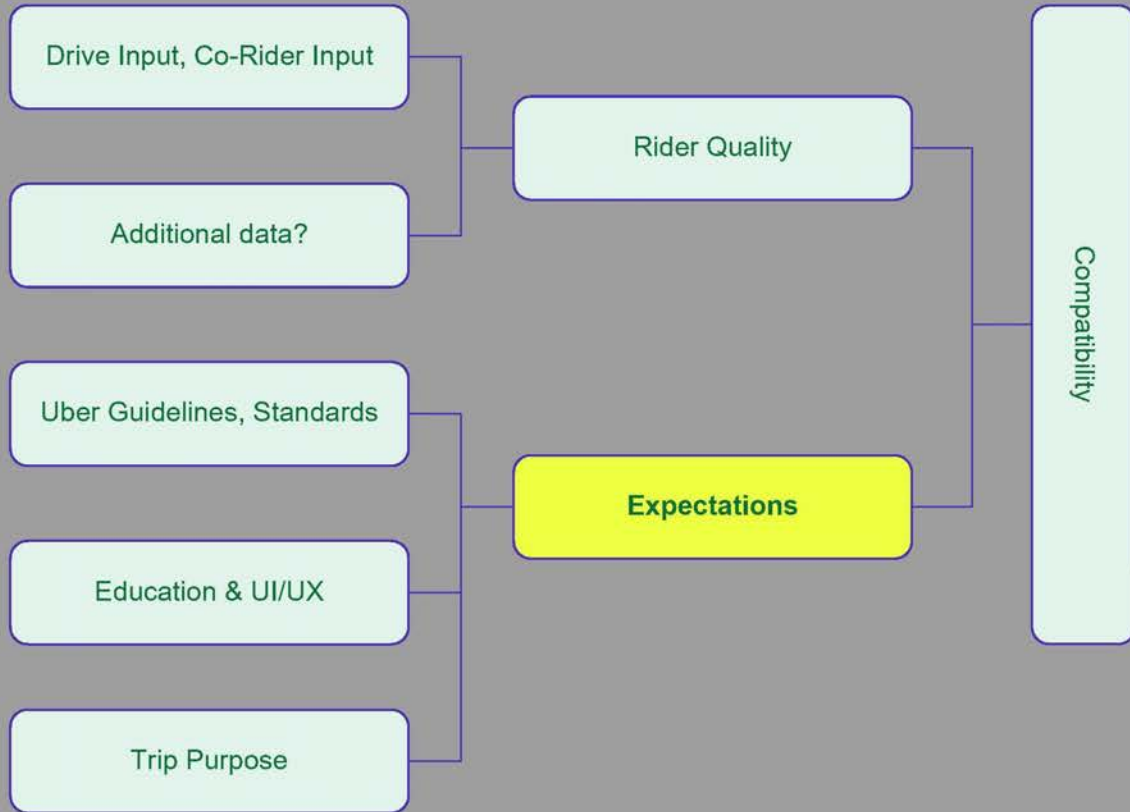 Drive Input, Co-Rider Input
Additional data?
Rider Quality
Uber Guidelines, Standards
Education & UI/UX
Trip Purpose
Expectations
Compatibility